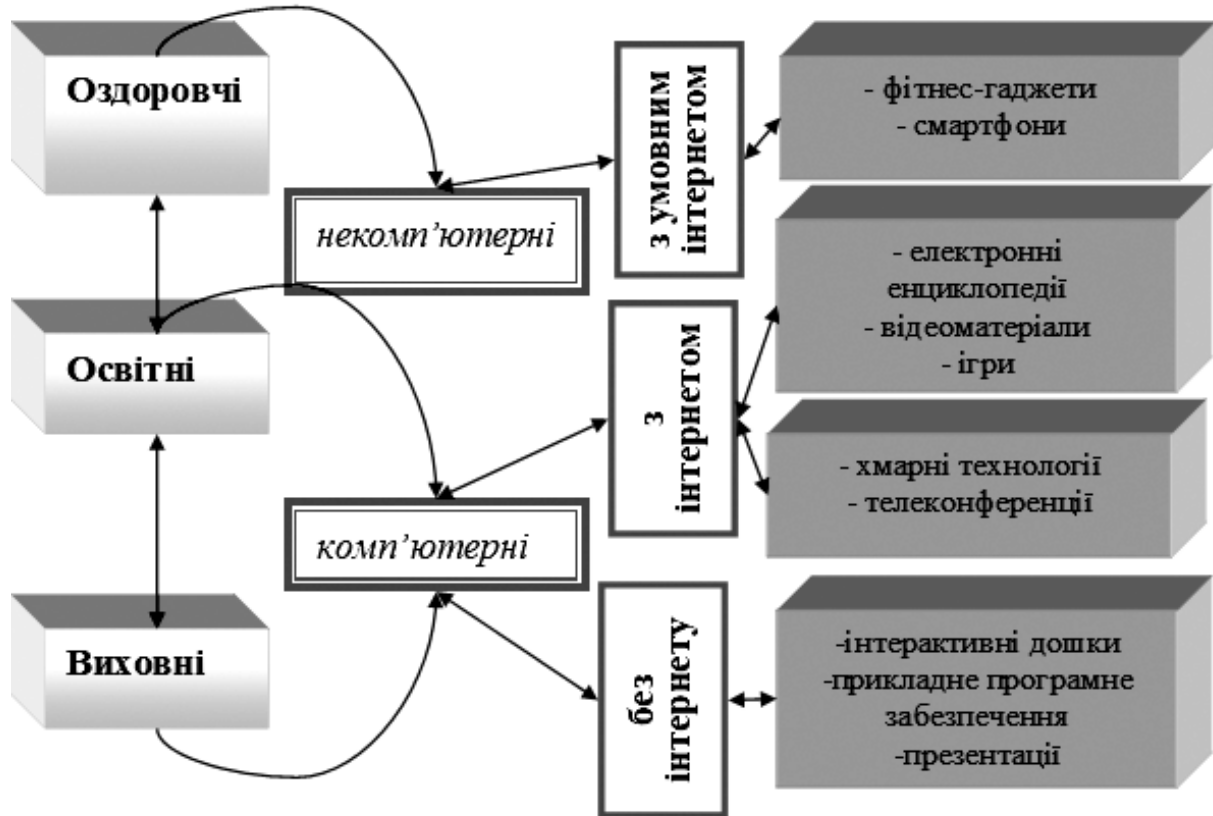 Оздоровчі
Освітні
Виховні
некомп’ютерні
комп’ютерні
з умовним
інтернетом
з
інтернетом
без
інтернету
- фітнес-гаджети
- смартфони
- електронні
енциклопедії
- відеоматеріали
- ігри
- хмарні технології
- телеконференції
-інтерактивні дошки
-прикладне програмне
забезпечення
-презентації